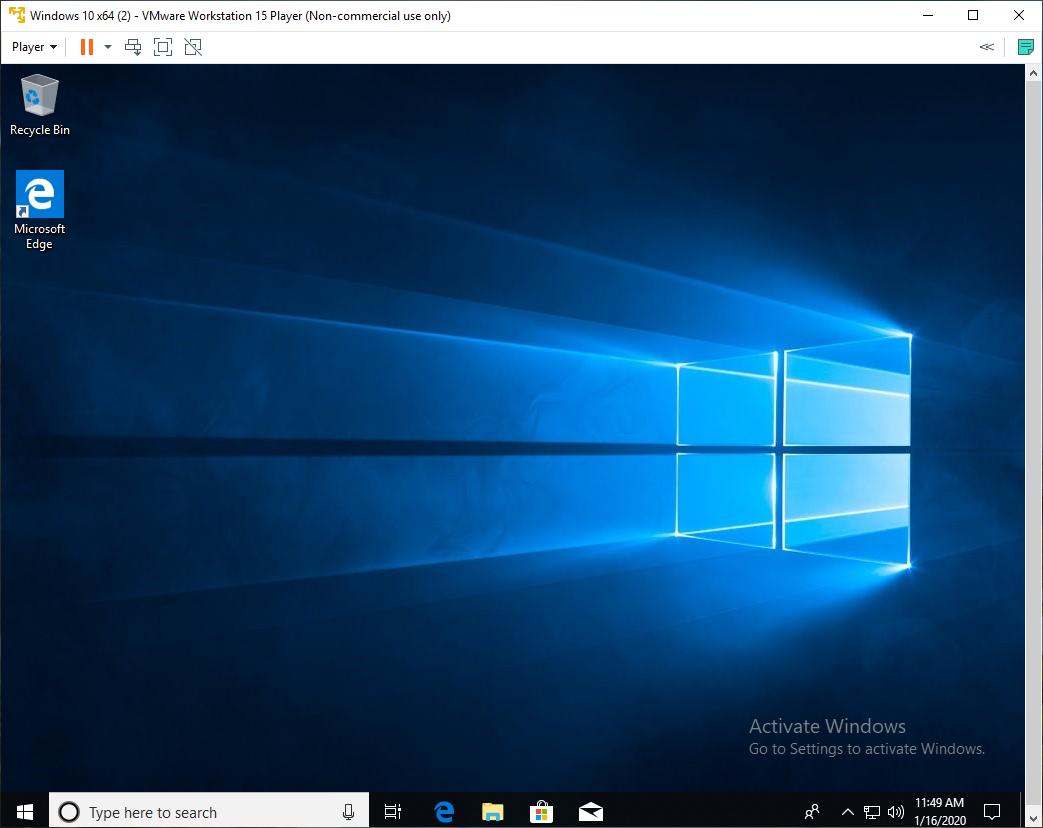 Windows 10 x64 (2) - VMware Workstation 15 Player (Non-commercial use only)
Player
Recycle Bin
Microsoft
Edge
Activate Windows
Go to Settings to activate Windows.
Type here to search
11:49 AM
1/16/2020